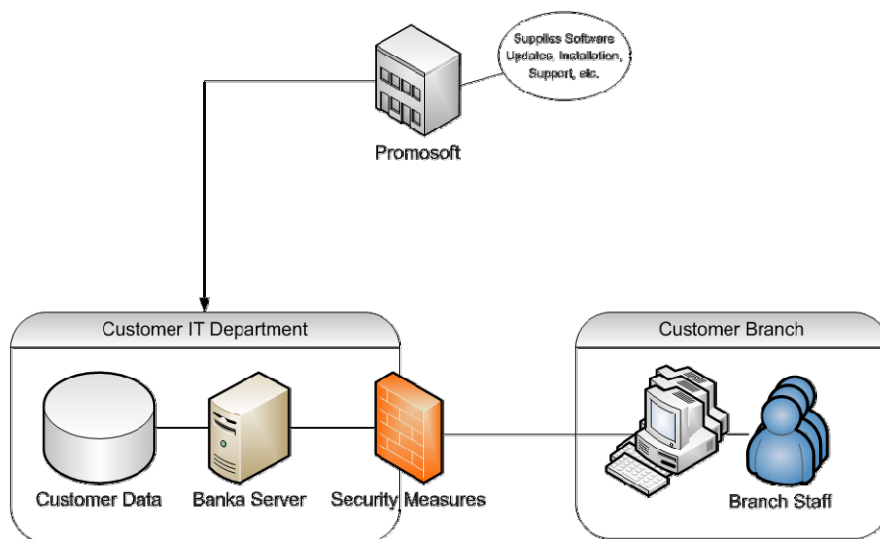 Supplies Software
Updates, Installation,
Support, etc.
Promosoft
Customer IT Department
Customer Branch
Customer Data
Banka Server
Security Measures
Branch Staff